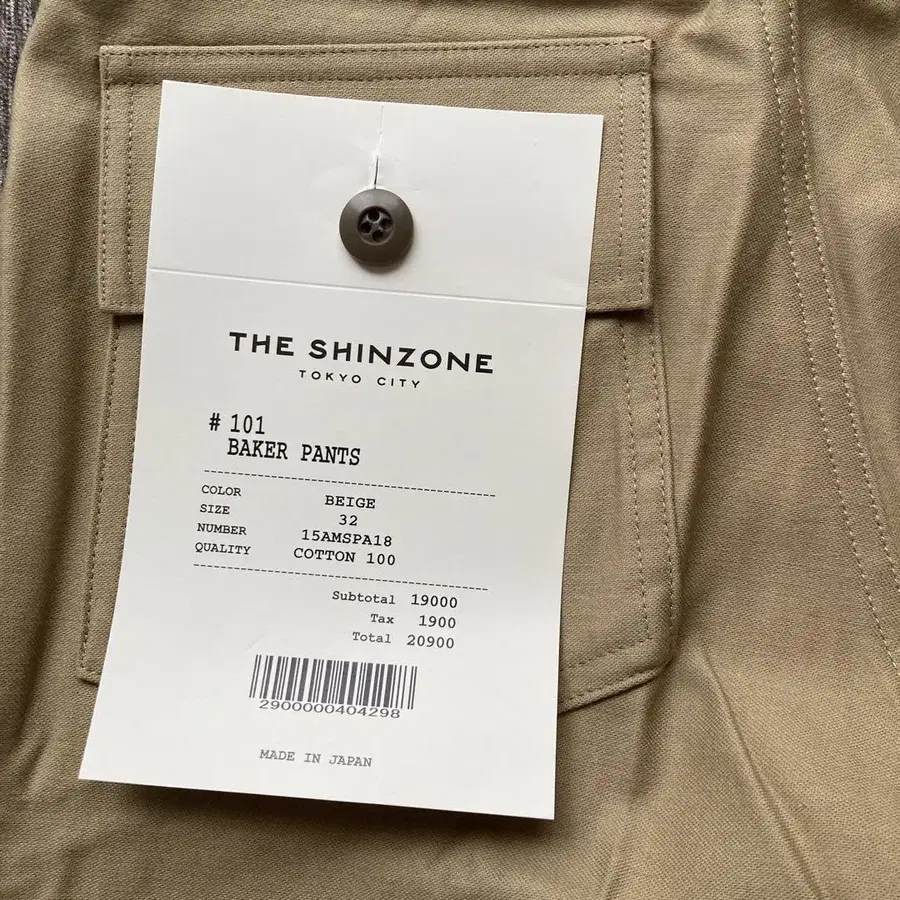 THE SHINZONE
TOKYO CITY
# 101
BAKER PANTS
COLOR BEIGE
SIZE 32
NUMBER 15AMSPA18
QUALITY COTTON 100
Subtotal 19000
Tax 1900
Total 20900
2900000404298
MADE IN JAPAN